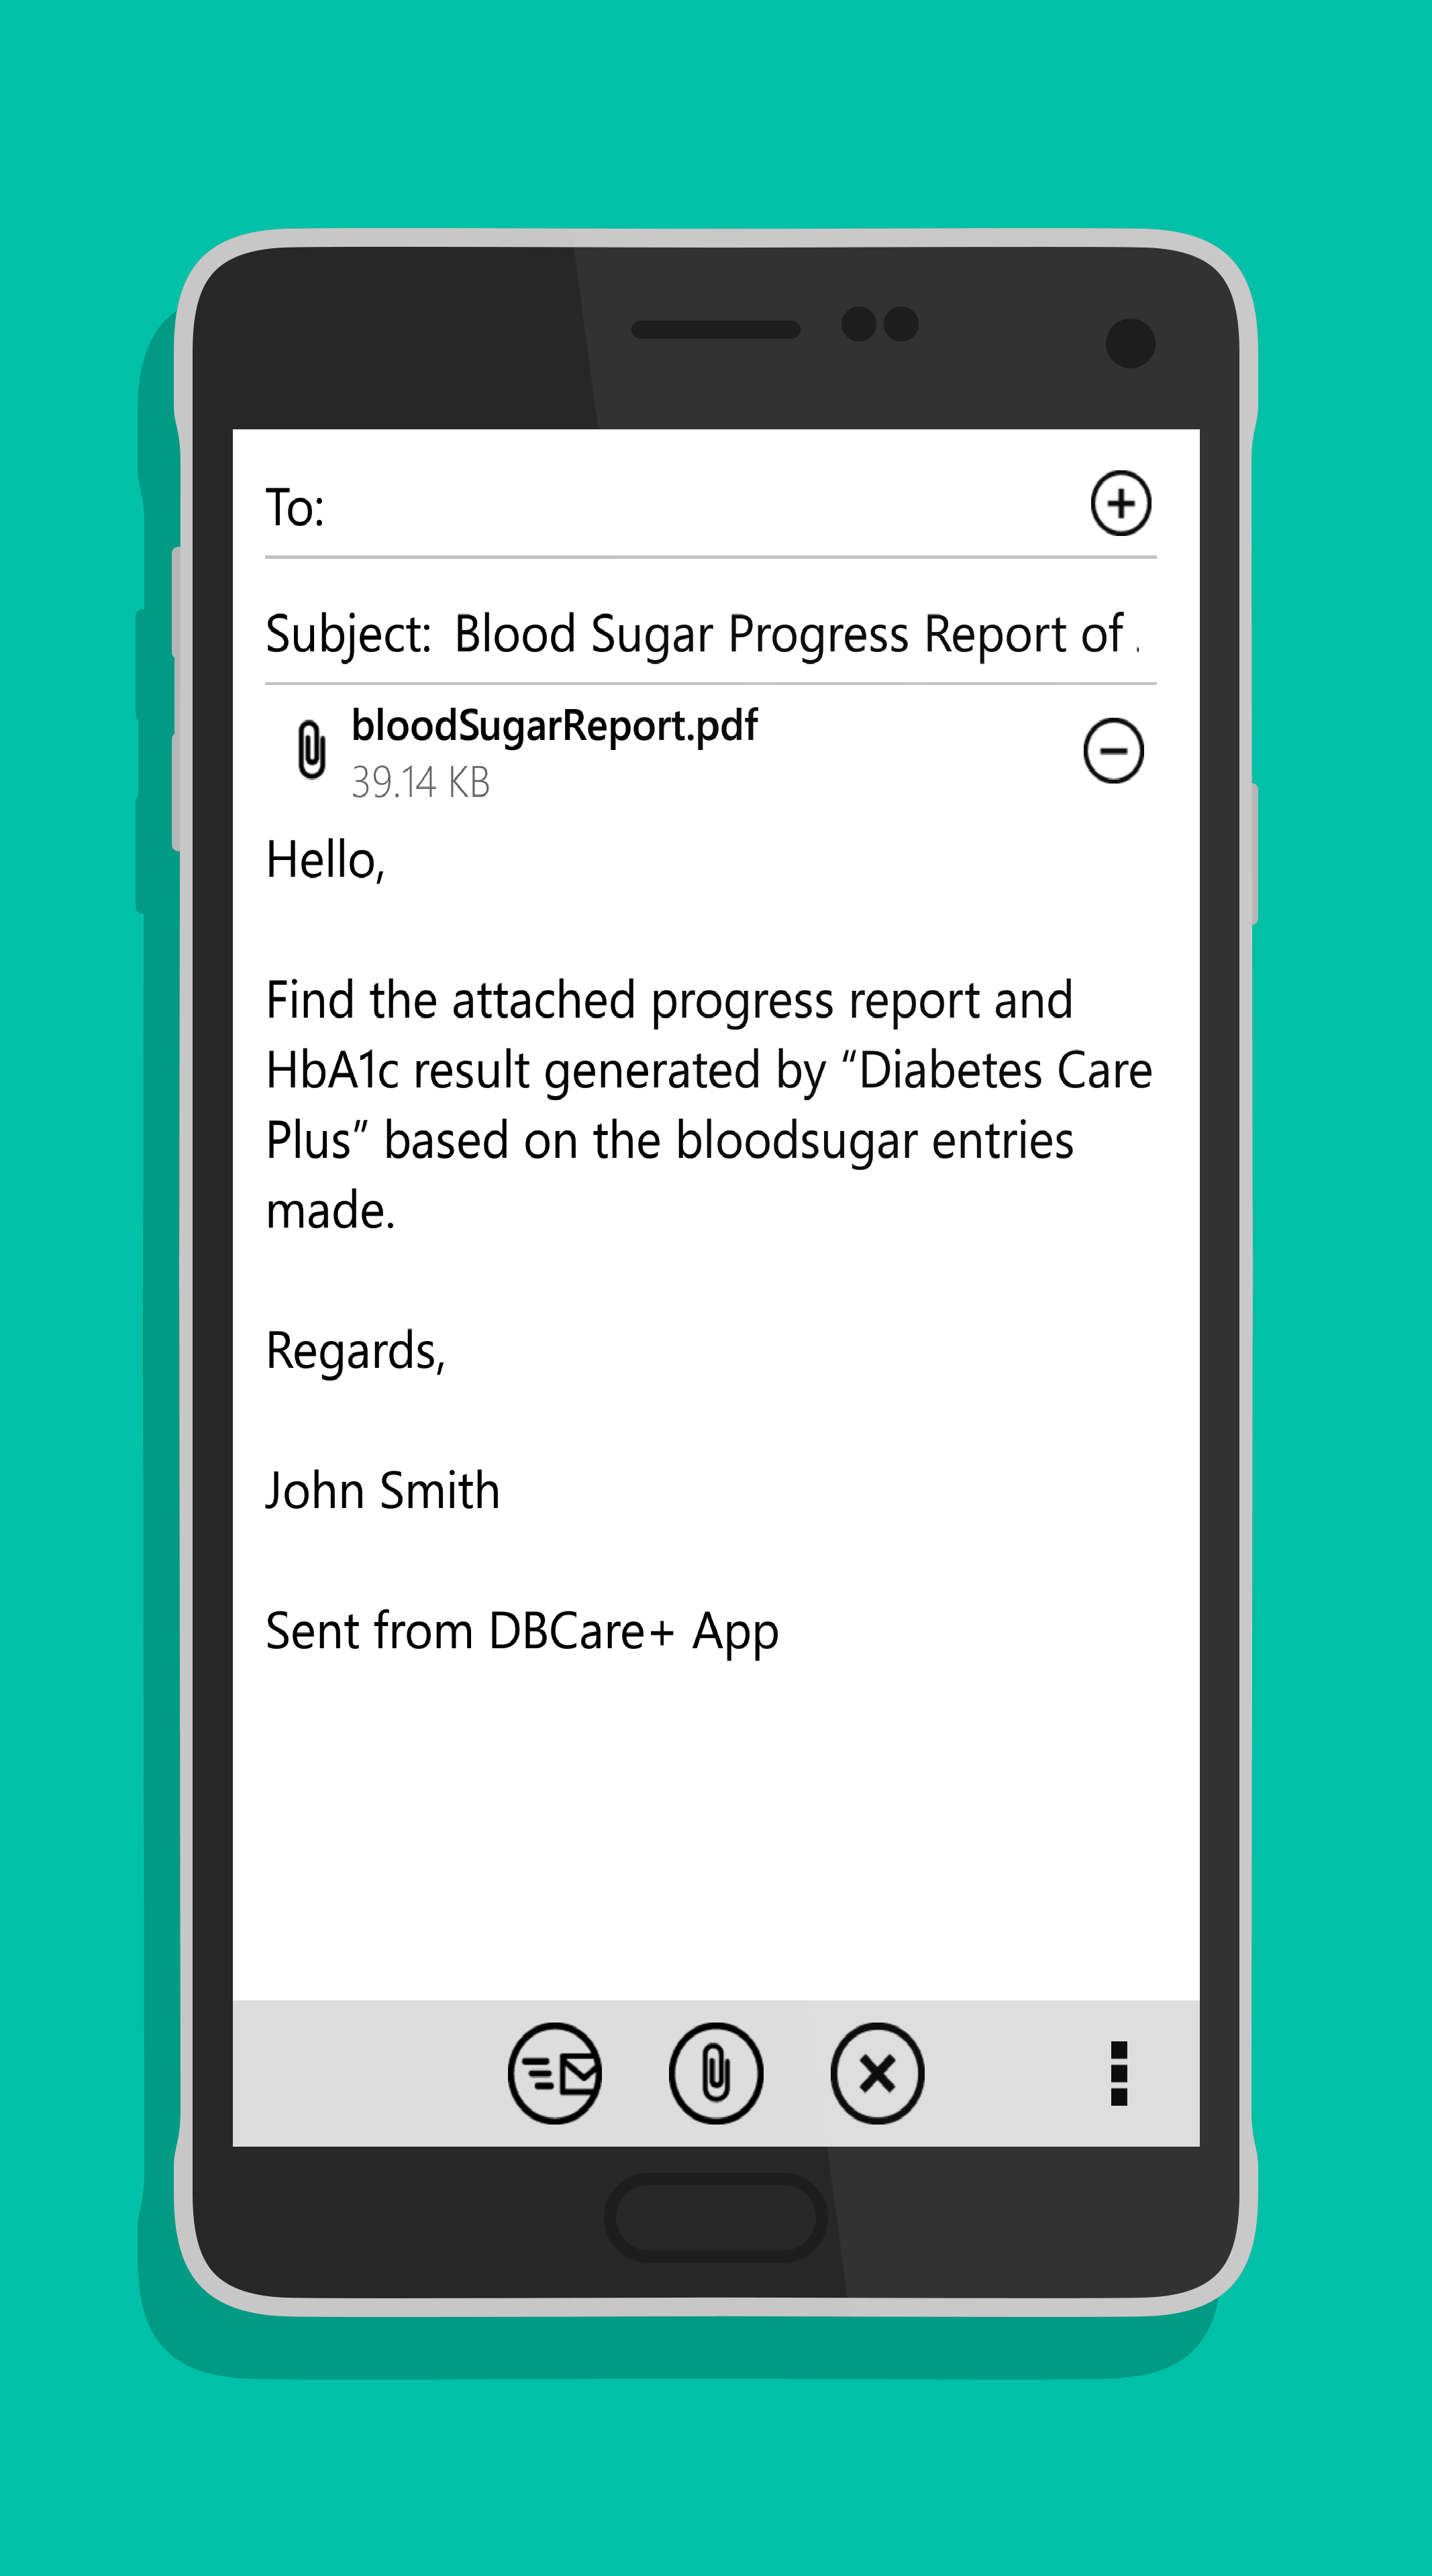 To:
Subject: Blood Sugar Progress Report of
bloodSugarReport.pdf
39.14 KB
Hello,
Find the attached progress report and
HbA1c result generated by “Diabetes Care
Plus” based on the bloodsugar entries
made.
Regards,
John Smith
Sent from DBCare+ App